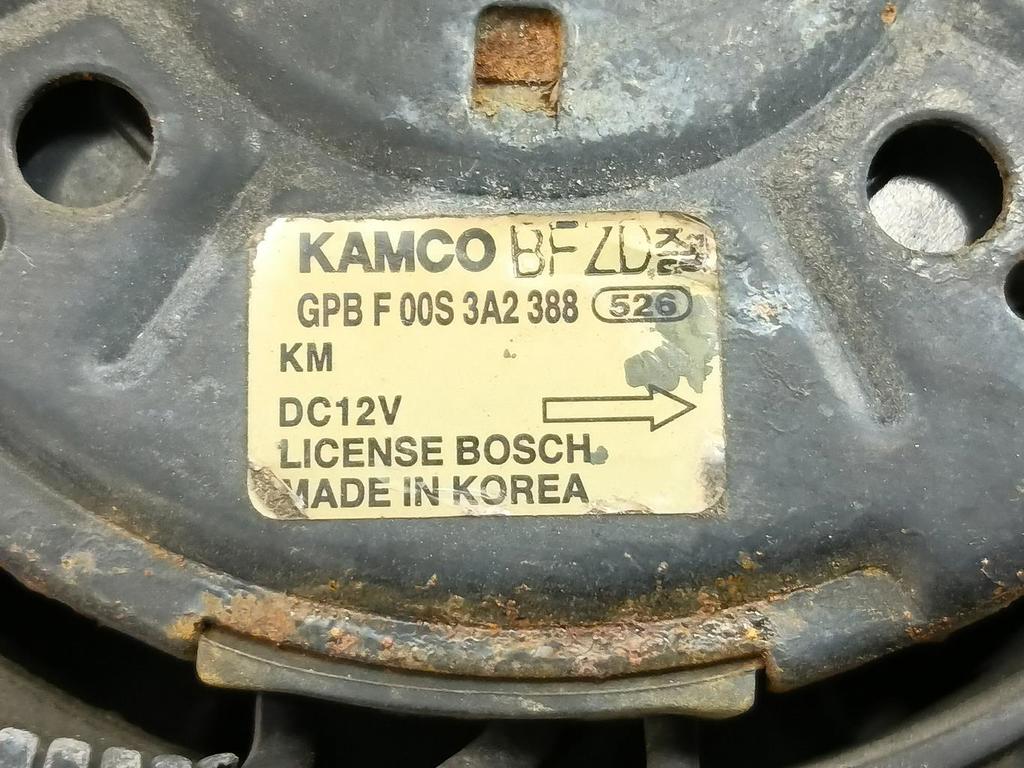 KAMCO BFZD
GPB F 00S 3A2 388 526
KM
DC12V
LICENSE BOSCH
MADE IN KOREA